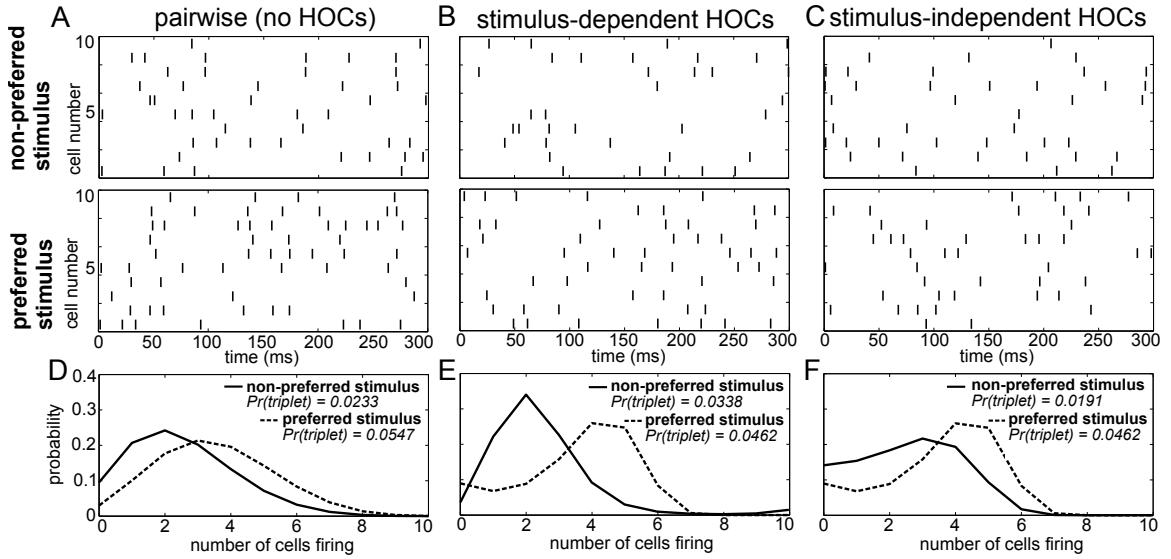 A pairwise (no HOCs)
B stimulus-dependent HOCs
C stimulus-independent HOCs
non-preferred
stimulus
cell number
10
5
preferred
stimulus
cell number
10
5
0 50 100 150 200 250 300
time (ms)
0 50 100 150 200 250 300
time (ms)
0 50 100 150 200 250 300
time (ms)
D
probability
0.4
0.3
0.2
0.1
0
non-preferred stimulus
Pr(triplet) = 0.0233
preferred stimulus
Pr(triplet) = 0.0547
2 4 6 8 10
number of cells firing
E
non-preferred stimulus
Pr(triplet) = 0.0338
preferred stimulus
Pr(triplet) = 0.0462
0 2 4 6 8 10
number of cells firing
F
non-preferred stimulus
Pr(triplet) = 0.0191
preferred stimulus
Pr(triplet) = 0.0462
0 2 4 6 8 10
number of cells firing